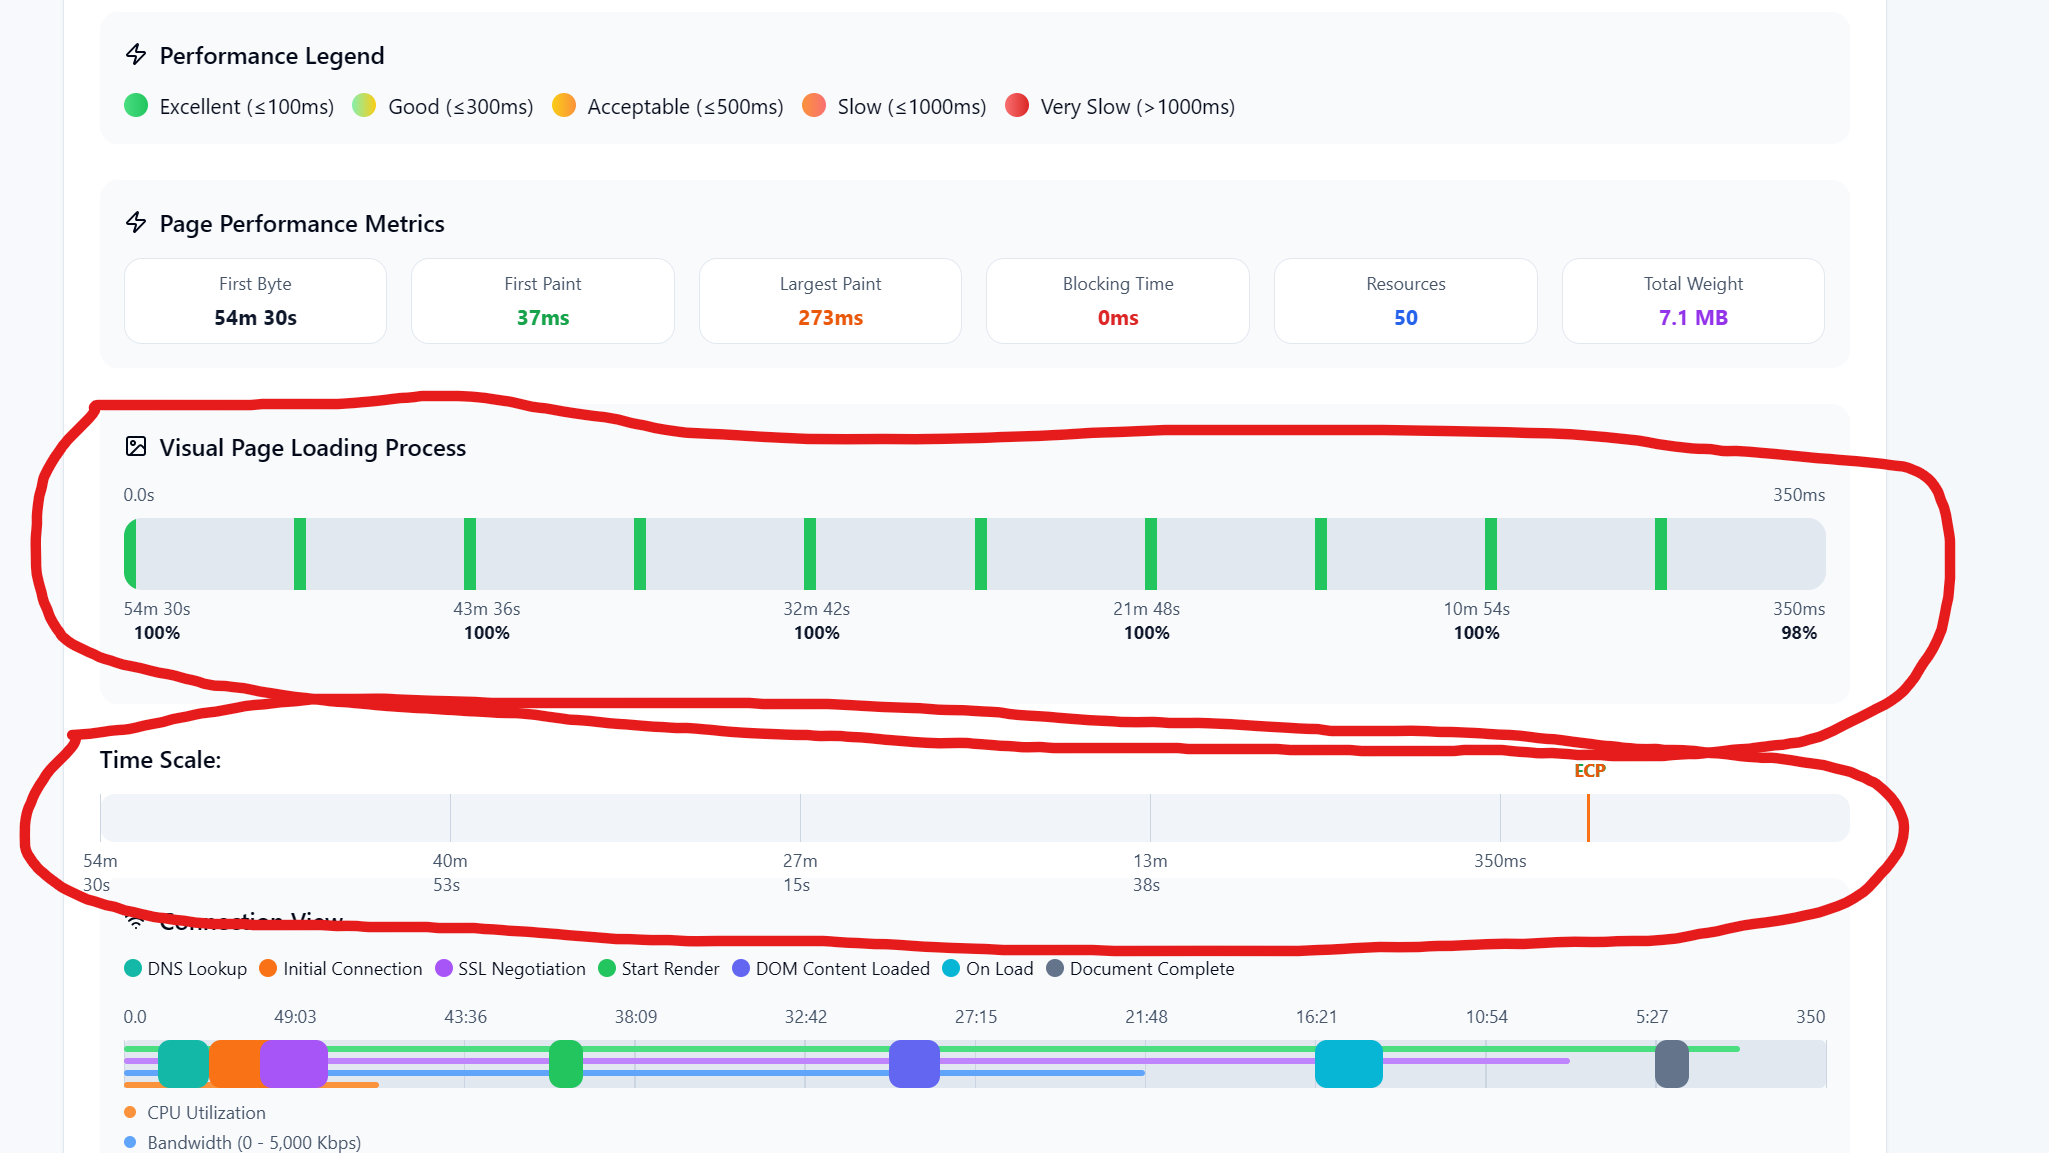 Performance Legend
Excellent (≤100ms) Good (≤300ms) Acceptable (≤500ms) Slow (≤1000ms) Very Slow (>1000ms)
Page Performance Metrics
First Byte First Paint Largest Paint Blocking Time Resources Total Weight
54m 30s 37ms 273ms 0ms 50 7.1 MB
Visual Page Loading Process
0.0s 350ms
54m 30s 43m 36s 32m 42s 21m 48s 10m 54s 350ms
100% 100% 100% 100% 100% 98%
Time Scale:
ECP
54m 40m 27m 13m 350ms
30s 53s 15s 38s
Connection View
DNS Lookup Initial Connection SSL Negotiation Start Render DOM Content Loaded On Load Document Complete
0.0 49:03 43:36 38:09 32:42 27:15 21:48 16:21 10:54 5:27 350
CPU Utilization
Bandwidth (0 - 5,000 Kbps)